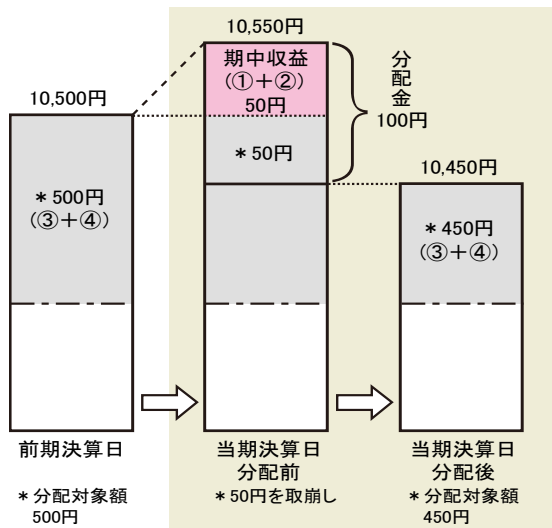 10,550円
期中収益
(①+②)
50円
分配金
100円
10,500円
*50円
10,450円
*500円
(③+④)
*450円
(③+④)
前期決算日
当期決算日
分配前
当期決算日
分配後
*分配対象額
500円
*50円を取崩し
*分配対象額
450円